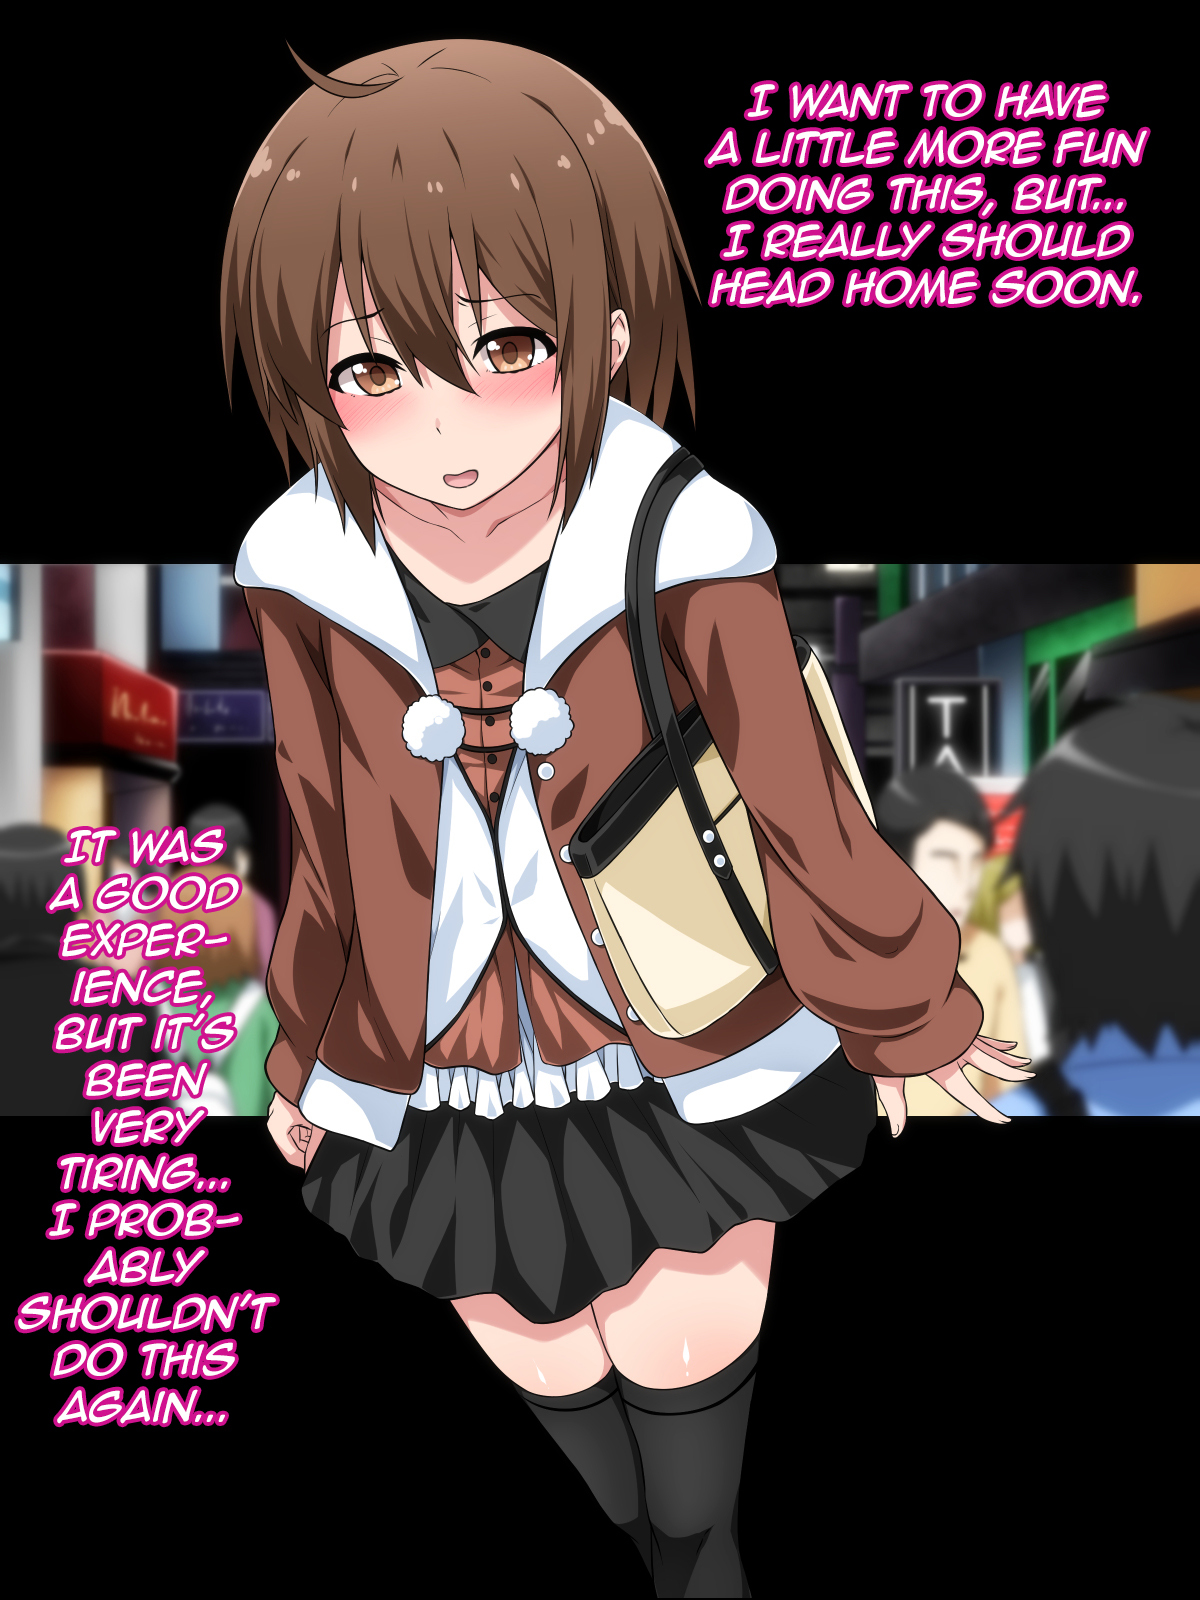 I WANT TO HAVE
A LITTLE MORE FUN
DOING THIS, BUT...
I REALLY SHOULD
HEAD HOME SOON.
IT WAS
A GOOD
EXPER-
IENCE,
BUT IT'S
BEEN
VERY
TIRING...
I PROB-
ABLY
SHOULDN'T
DO THIS
AGAIN...
T
A